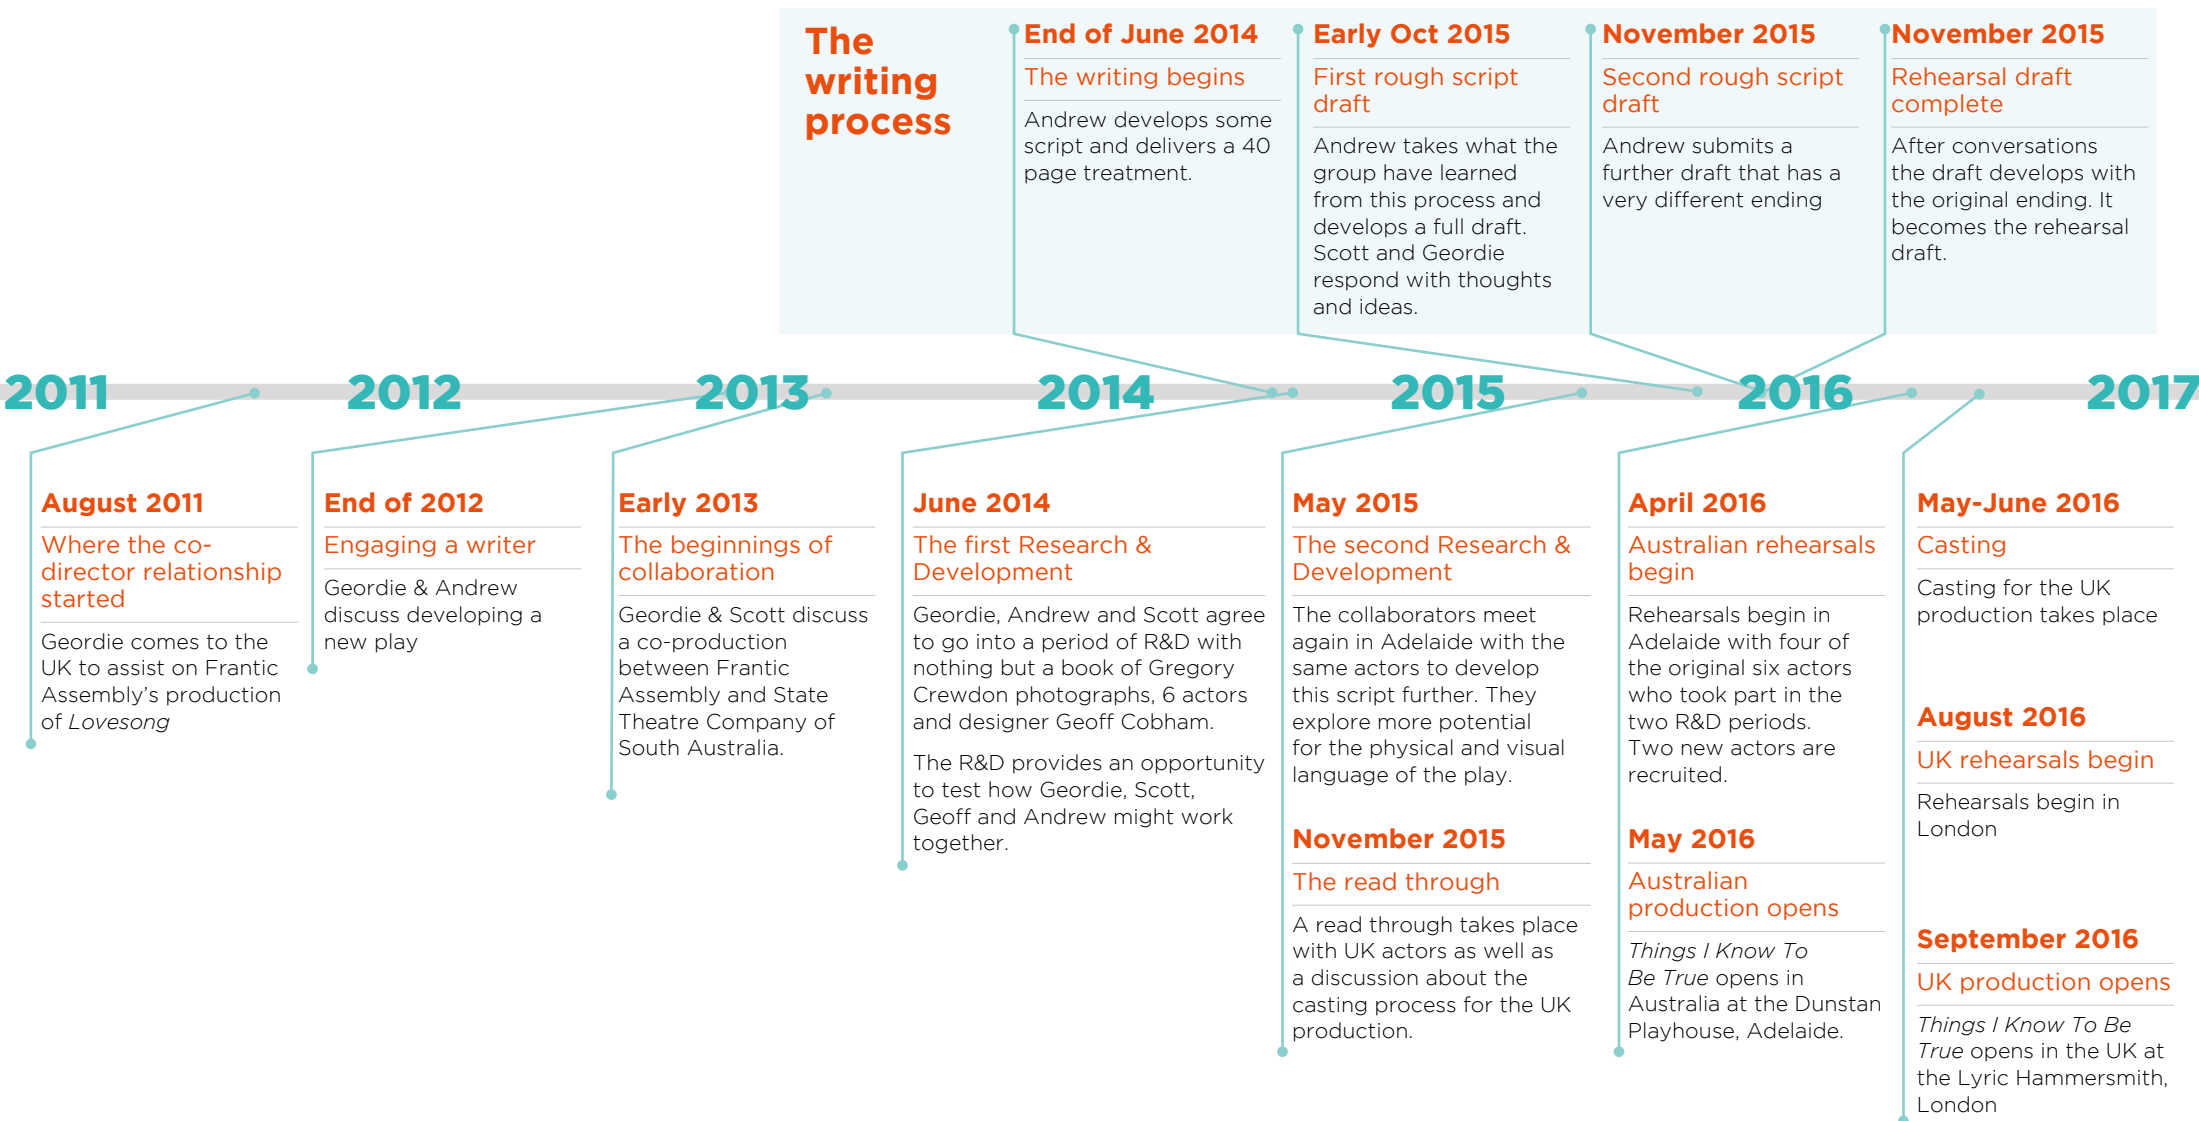 The
writing
process
End of June 2014
The writing begins
Andrew develops some
script and delivers a 40
page treatment.
Early Oct 2015
First rough script
draft
Andrew takes what the
group have learned
from this process and
develops a full draft.
Scott and Geordie
respond with thoughts
and ideas.
November 2015
Second rough script
draft
Andrew submits a
further draft that has a
very different ending
November 2015
Rehearsal draft
complete
After conversations
the draft develops with
the original ending. It
becomes the rehearsal
draft.
2011
2012
2013
2014
2015
2016
2017
August 2011
Where the co-
director relationship
started
Geordie comes to the
UK to assist on Frantic
Assembly’s production
of Lovesong
End of 2012
Engaging a writer
Geordie & Andrew
discuss developing a
new play
Early 2013
The beginnings of
collaboration
Geordie & Scott discuss
a co-production
between Frantic
Assembly and State
Theatre Company of
South Australia.
June 2014
The first Research &
Development
Geordie, Andrew and Scott agree
to go into a period of R&D with
nothing but a book of Gregory
Crewdon photographs, 6 actors
and designer Geoff Cobham.
The R&D provides an opportunity
to test how Geordie, Scott,
Geoff and Andrew might work
together.
May 2015
The second Research &
Development
The collaborators meet
again in Adelaide with the
same actors to develop
this script further. They
explore more potential
for the physical and visual
language of the play.
November 2015
The read through
A read through takes place
with UK actors as well as
a discussion about the
casting process for the UK
production.
April 2016
Australian rehearsals
begin
Rehearsals begin in
Adelaide with four of
the original six actors
who took part in the
two R&D periods.
Two new actors are
recruited.
May 2016
Australian
production opens
Things I Know To
Be True opens in
Australia at the Dunstan
Playhouse, Adelaide.
May-June 2016
Casting
Casting for the UK
production takes place
August 2016
UK rehearsals begin
Rehearsals begin in
London
September 2016
UK production opens
Things I Know To Be
True opens in the UK at
the Lyric Hammersmith,
London